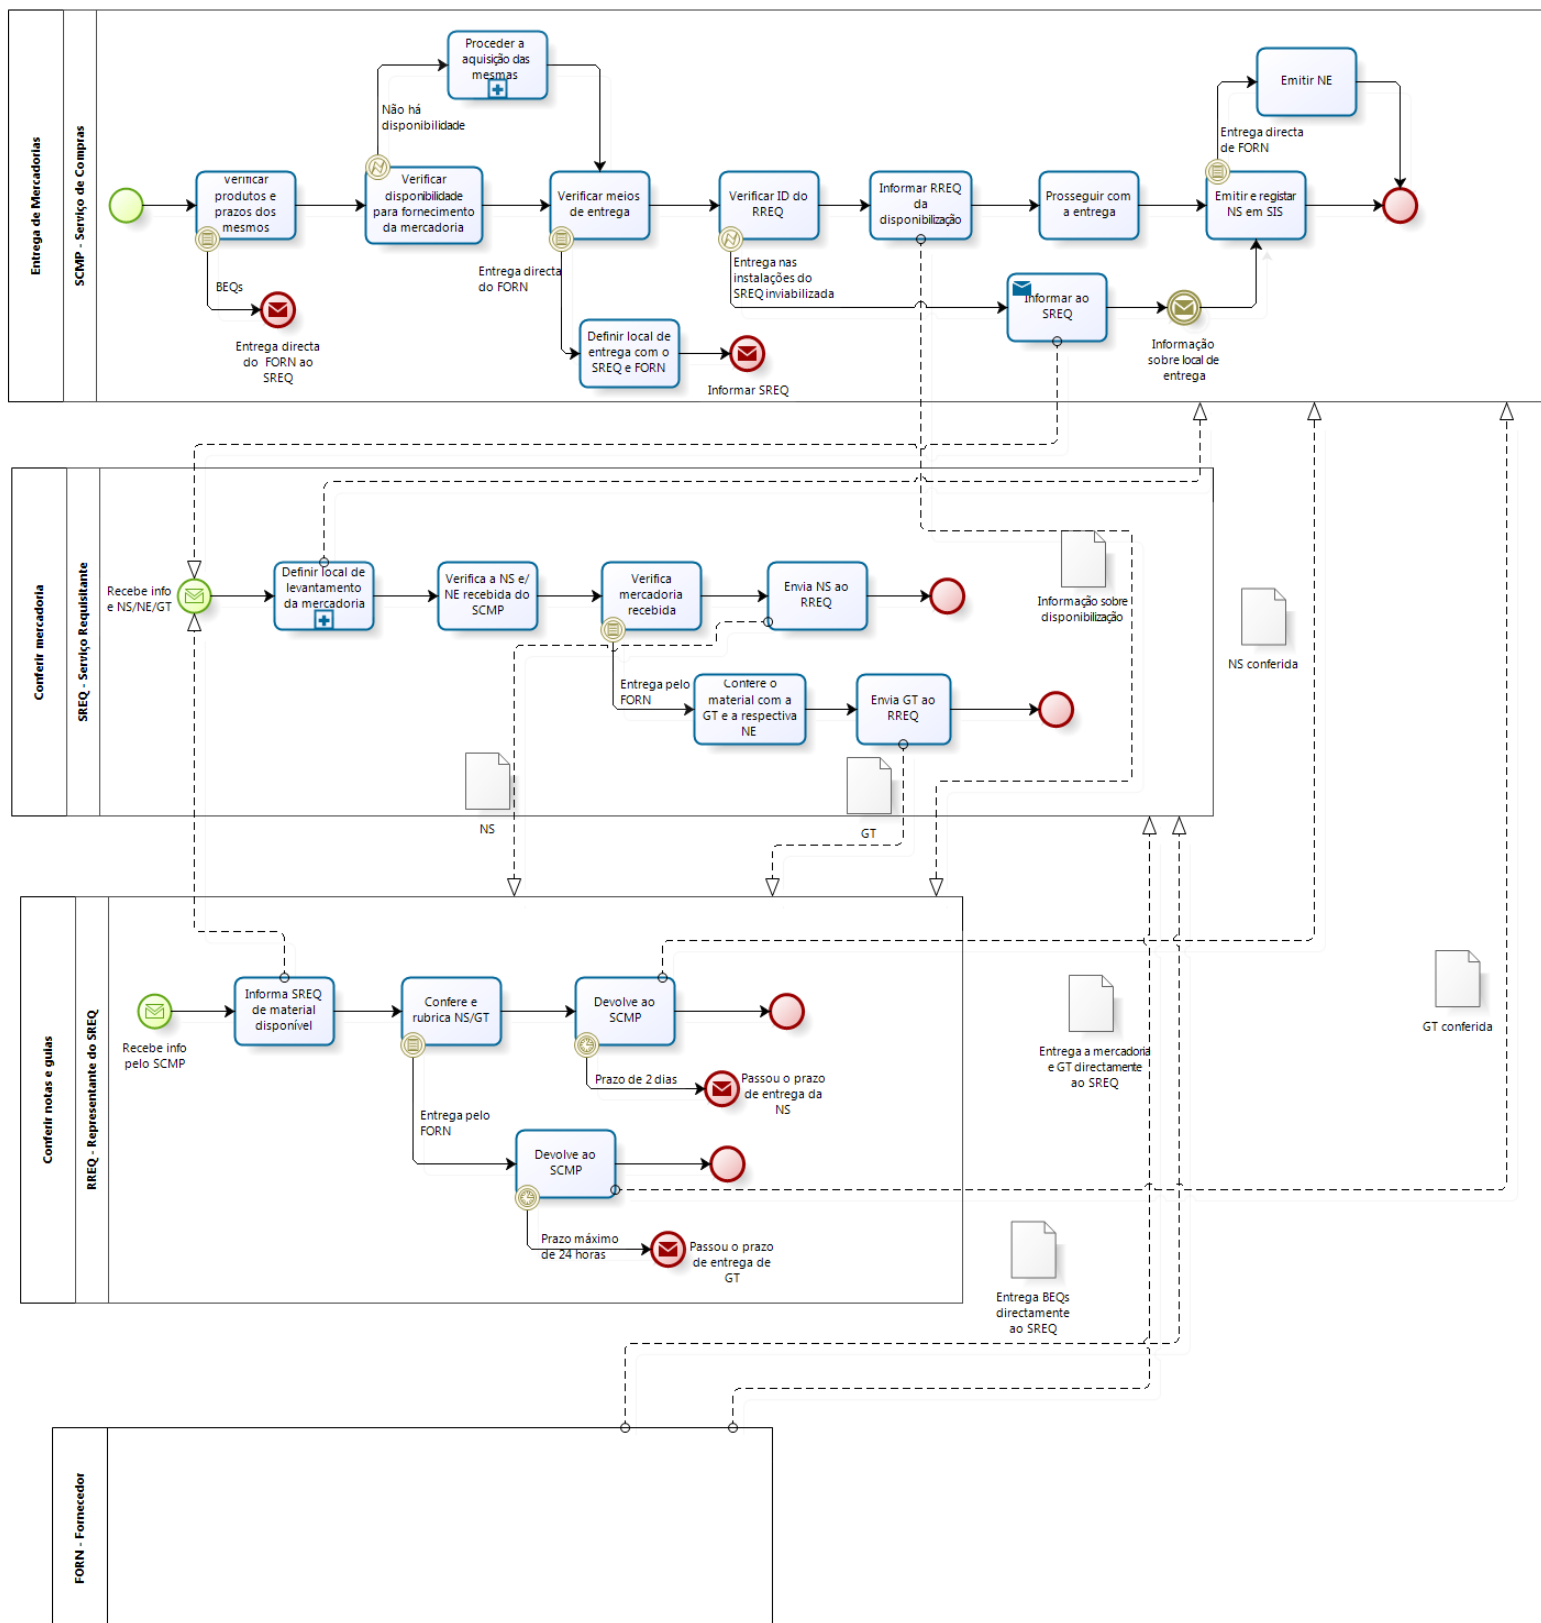 Entrega de Mercadorias
SCMP - Serviço de Compras
Proceder a
aquisição das
mesmas
Não há
disponibilidade
Verificar
produtos e
prazos dos
mesmos
Verificar
disponibilidade
para fornecimento
da mercadoria
Verificar meios
de entrega
Verificar ID do
RREQ
Informar RREQ
da
disponibilização
Prosseguir com
a entrega
Emitir e registar
NS em SIS
Emitir NE
Entrega directa
de FORN
BEQs
Entrega directa
do FORN ao
SREQ
Entrega directa
do FORN
Definir local de
entrega com o
SREQ e FORN
Informar SREQ
Entrega nas
instalações do
SREQ inviabilizada
Informar ao
SREQ
Informação
sobre local de
entrega
Conferir mercadoria
SREQ - Serviço Requisitante
Recebe info
e NS/NE/GT
Definir local de
levantamento
da mercadoria
Verifica a NS e/
NE recebida do
SCMP
Verifica
mercadoria
recebida
Envia NS ao
RREQ
Informação sobre
disponibilização
NS conferida
Entrega pelo
FORN
Confere o
material com a
GT e a respectiva
NE
Envia GT ao
RREQ
NS
GT
Conferir notas e guias
RREQ - Representante do SREQ
Recebe info
pelo SCMP
Informa SREQ
de material
disponível
Confere e
rubrica NS/GT
Devolve ao
SCMP
Prazo de 2 dias
Passou o prazo
de entrega da
NS
Entrega pelo
FORN
Devolve ao
SCMP
Prazo máximo
de 24 horas
Passou o prazo
de entrega de
GT
Entrega a mercadoria
e GT directamente
ao SREQ
GT conferida
Entrega BEQs
directamente
ao SREQ
FORN - Fornecedor